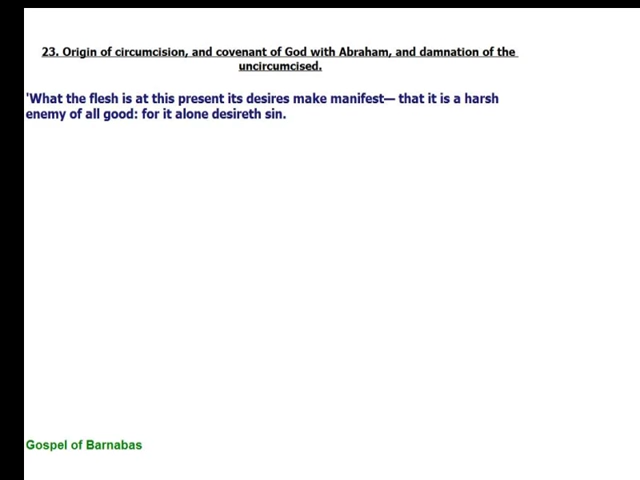 23. Origin of circumcision, and covenant of God with Abraham, and damnation of the
uncircumcised.
'What the flesh is at this present its desires make manifest— that it is a harsh
enemy of all good: for it alone desireth sin.
Gospel of Barnabas